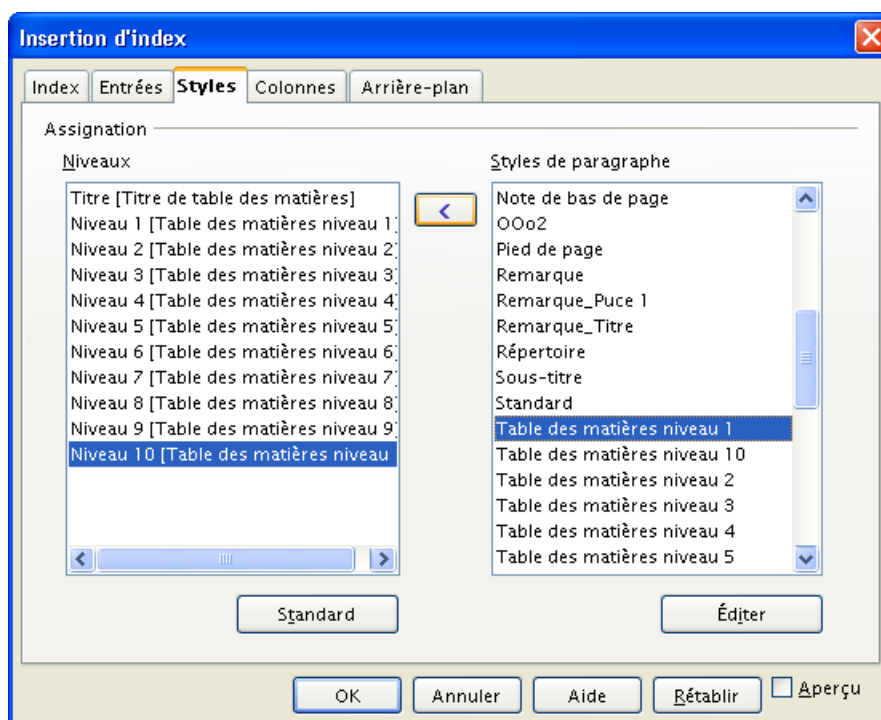 Insertion d'index
Index Entrées Styles Colonnes Arrière-plan
Assignation
Niveaux
Titre [Titre de table des matières]
Niveau 1 [Table des matières niveau 1]
Niveau 2 [Table des matières niveau 2]
Niveau 3 [Table des matières niveau 3]
Niveau 4 [Table des matières niveau 4]
Niveau 5 [Table des matières niveau 5]
Niveau 6 [Table des matières niveau 6]
Niveau 7 [Table des matières niveau 7]
Niveau 8 [Table des matières niveau 8]
Niveau 9 [Table des matières niveau 9]
Niveau 10 [Table des matières niveau
<
Styles de paragraphe
Note de bas de page
OOo2
Pied de page
Remarque
Remarque_Puce 1
Remarque_Titre
Répertoire
Sous-titre
Standard
Table des matières niveau 1
Table des matières niveau 10
Table des matières niveau 2
Table des matières niveau 3
Table des matières niveau 4
Table des matières niveau 5
Standard
Éditer
OK Annuler Aide Rétablir Aperçu